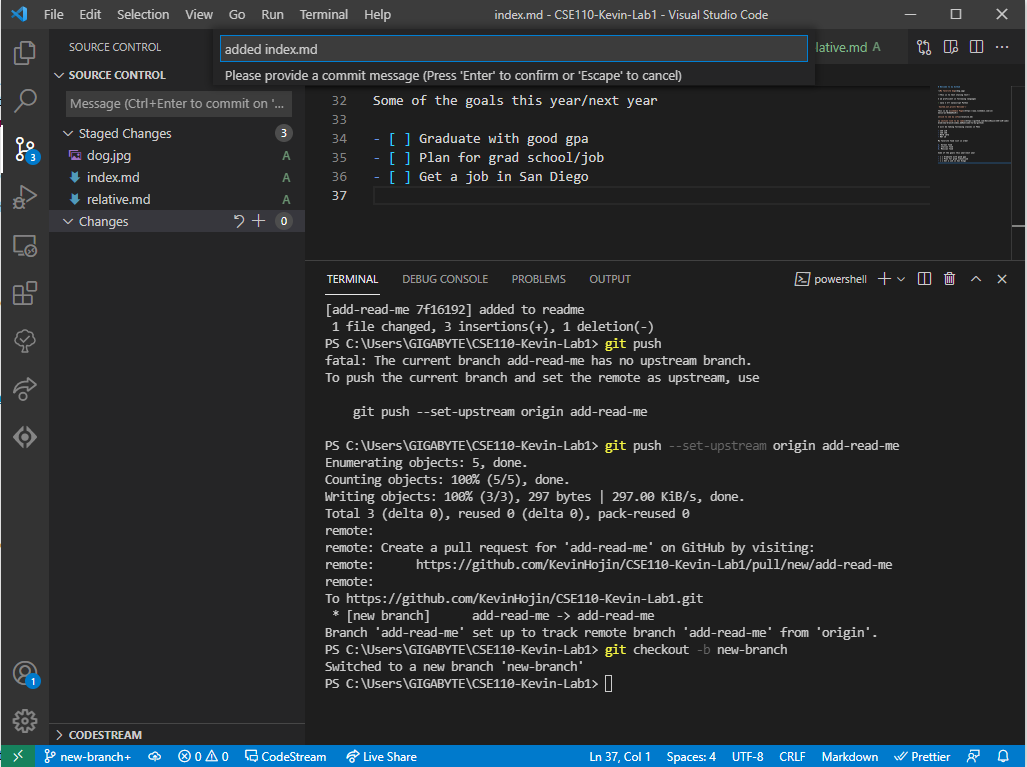 File Edit Selection View Go Run Terminal Help index.md - CSE110-Kevin-Lab1 - Visual Studio Code
SOURCE CONTROL
added index.md
lative.md A
Please provide a commit message (Press 'Enter' to confirm or 'Escape' to cancel)
SOURCE CONTROL
Message (Ctrl+Enter to commit on '...
Staged Changes 3
dog.jpg A
index.md A
relative.md A
Changes 0
3
32 Some of the goals this year/next year
33
34 - [ ] Graduate with good gpa
35 - [ ] Plan for grad school/job
36 - [ ] Get a job in San Diego
37
TERMINAL DEBUG CONSOLE PROBLEMS OUTPUT powershell
[add-read-me 7f16192] added to readme
1 file changed, 3 insertions(+), 1 deletion(-)
PS C:\Users\GIGABYTE\CSE110-Kevin-Lab1> git push
fatal: The current branch add-read-me has no upstream branch.
To push the current branch and set the remote as upstream, use
git push --set-upstream origin add-read-me
PS C:\Users\GIGABYTE\CSE110-Kevin-Lab1> git push --set-upstream origin add-read-me
Enumerating objects: 5, done.
Counting objects: 100% (5/5), done.
Writing objects: 100% (3/3), 297 bytes | 297.00 KiB/s, done.
Total 3 (delta 0), reused 0 (delta 0), pack-reused 0
remote:
remote: Create a pull request for 'add-read-me' on GitHub by visiting:
remote: https://github.com/KevinHojin/CSE110-Kevin-Lab1/pull/new/add-read-me
remote:
To https://github.com/KevinHojin/CSE110-Kevin-Lab1.git
* [new branch] add-read-me -> add-read-me
Branch 'add-read-me' set up to track remote branch 'add-read-me' from 'origin'.
PS C:\Users\GIGABYTE\CSE110-Kevin-Lab1> git checkout -b new-branch
Switched to a new branch 'new-branch'
PS C:\Users\GIGABYTE\CSE110-Kevin-Lab1>
1
CODESTREAM
new-branch+ 0 0 CodeStream Live Share Ln 37, Col 1 Spaces: 4 UTF-8 CRLF Markdown Prettier